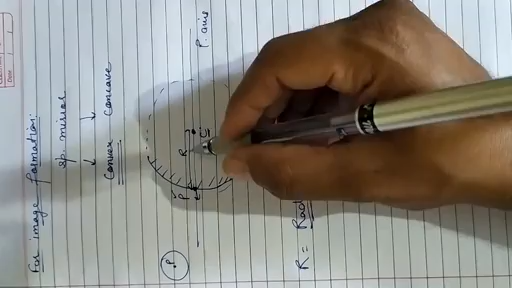 For image formation:
sp. mirror
Convex Concave
P. axis
C
R
P
P
R = Rad